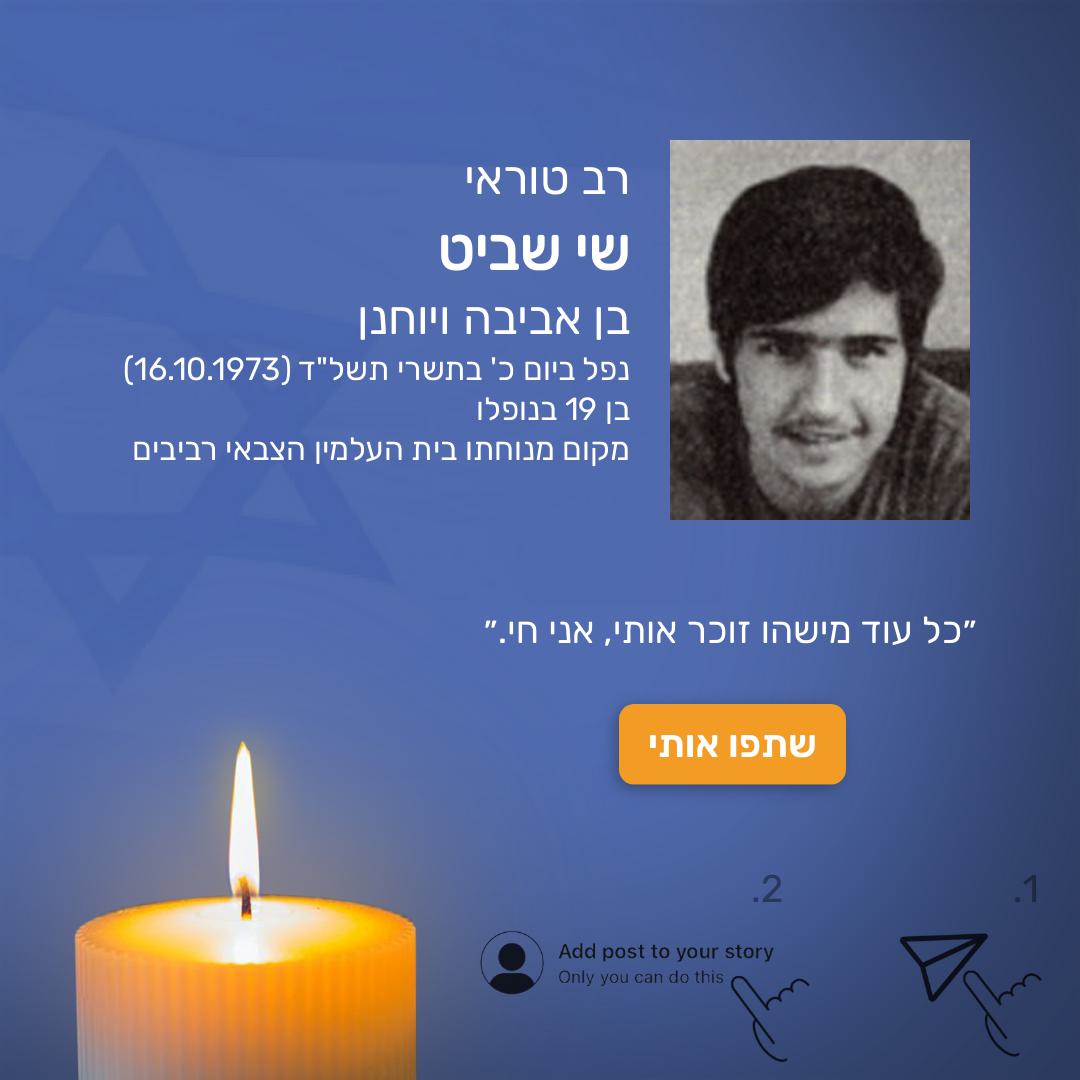 רב טוראי
שי שביט
בן אביבה ויוחנן
נפל ביום כ' בתשרי תשל"ד (16.10.1973)
בן 19 בנופלו
מקום מנוחתו בית העלמין הצבאי רביבים
״כל עוד מישהו זוכר אותי, אני חי.״
שתפו אותי
.1
.2
Add post to your story
Only you can do this